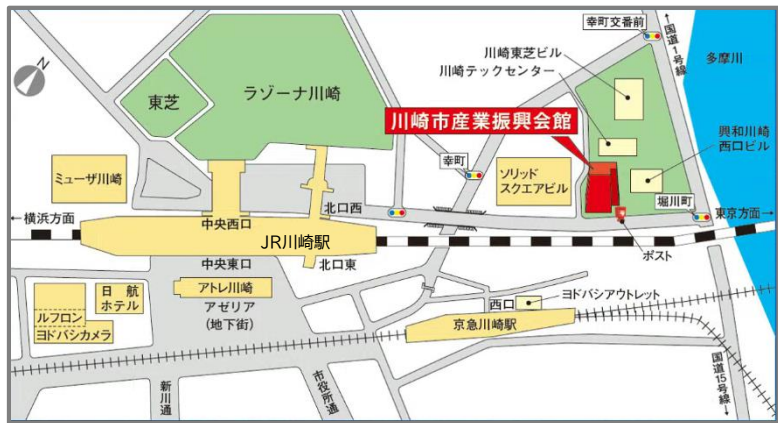 幸町交番前
←国道1号線
多摩川
川崎東芝ビル
川崎テックセンター
N
東芝
ラゾーナ川崎
川崎市産業振興会館
興和川崎
西口ビル
ミューザ川崎
幸町
ソリッド
スクエアビル
堀川町
北口西
←横浜方面
中央西口
東京方面→
JR川崎駅
ポスト
中央東口
北口東
日航
ホテル
アトレ川崎
アゼリア
(地下街)
西口
ヨドバシアウトレット
ルフロン
ヨドバシカメラ
京急川崎駅
新川通
市役所通
国道15号線→